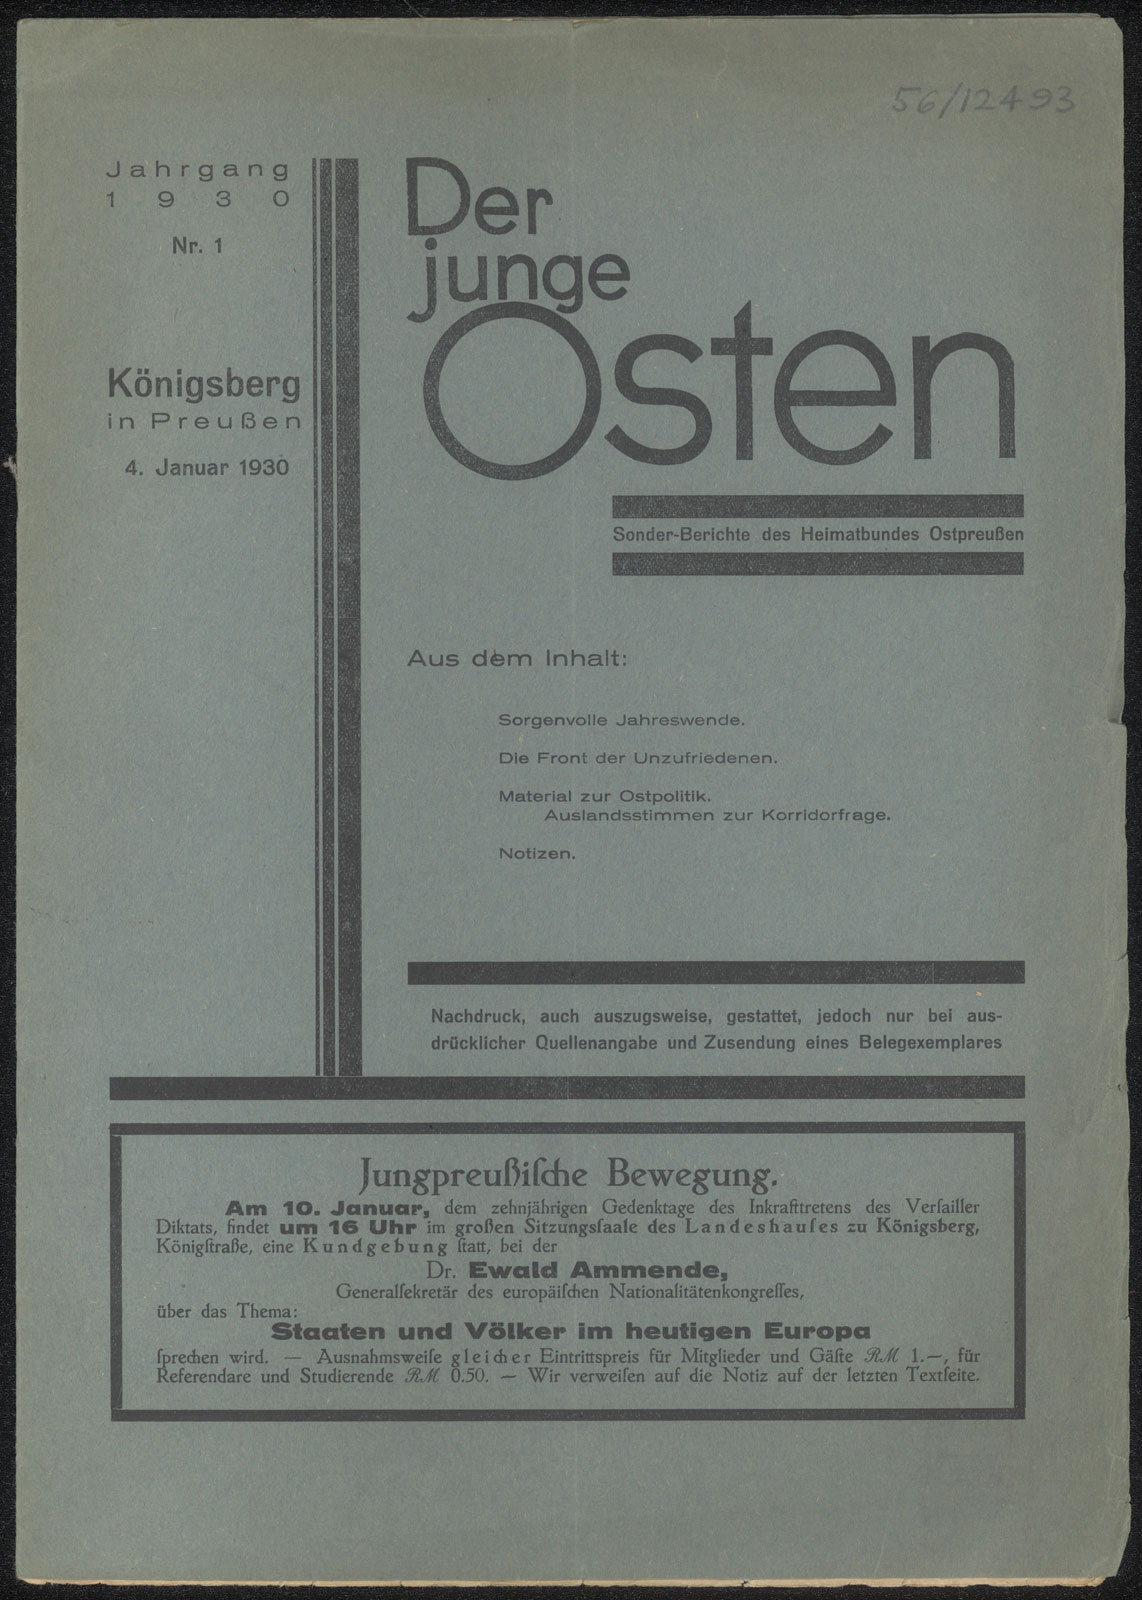 56/12493
Jahrgang
1930
Nr. 1
Königsberg
in Preußen
4. Januar 1930
Der
junge
Osten
Sonder-Berichte des Heimatbundes Ostpreußen
Aus dem Inhalt:
Sorgenvolle Jahreswende.
Die Front der Unzufriedenen.
Material zur Ostpolitik.
Auslandsstimmen zur Korridorfrage.
Notizen.
Nachdruck, auch auszugsweise, gestattet, jedoch nur bei aus-
drücklicher Quellenangabe und Zusendung eines Belegexemplares
Jungpreußiſche Bewegung.
Am 10. Januar, dem zehnjährigen Gedenktage des Inkrafttretens des Verſailler
Diktats, findet um 16 Uhr im großen Sitzungsſaale des Landeshauſes zu Königsberg,
Königſtraße, eine Kundgebung ſtatt, bei der
Dr. Ewald Ammende,
Generalſekretär des europäiſchen Nationalitätenkongreſſes,
über das Thema:
Staaten und Völker im heutigen Europa
ſprechen wird. — Ausnahmsweiſe gleicher Eintrittspreis für Mitglieder und Gäſte RM 1.—, für
Referendare und Studierende RM 0.50. — Wir verweiſen auf die Notiz auf der letzten Textſeite.